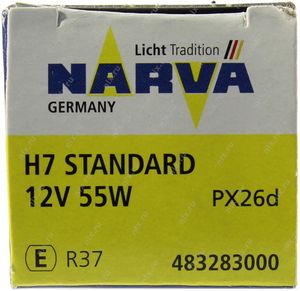 Licht Tradition
NARVA
GERMANY
H7 STANDARD
12V 55W PX26d
E R37 483283000